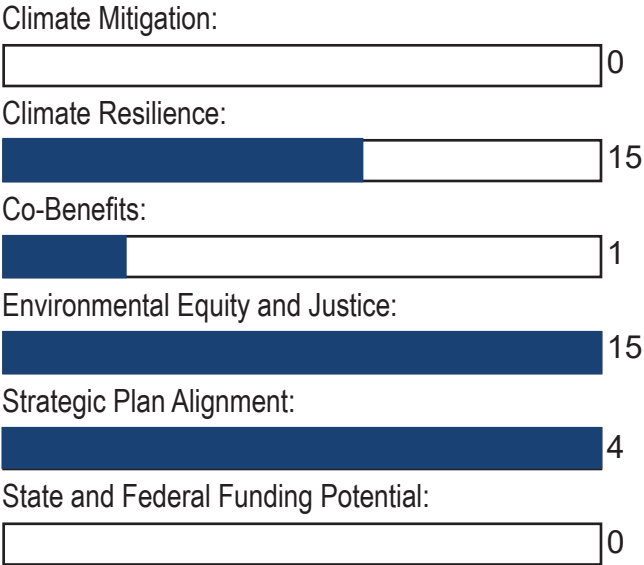 Climate Mitigation:
0
Climate Resilience:
15
Co-Benefits:
1
Environmental Equity and Justice:
15
Strategic Plan Alignment:
4
State and Federal Funding Potential:
0